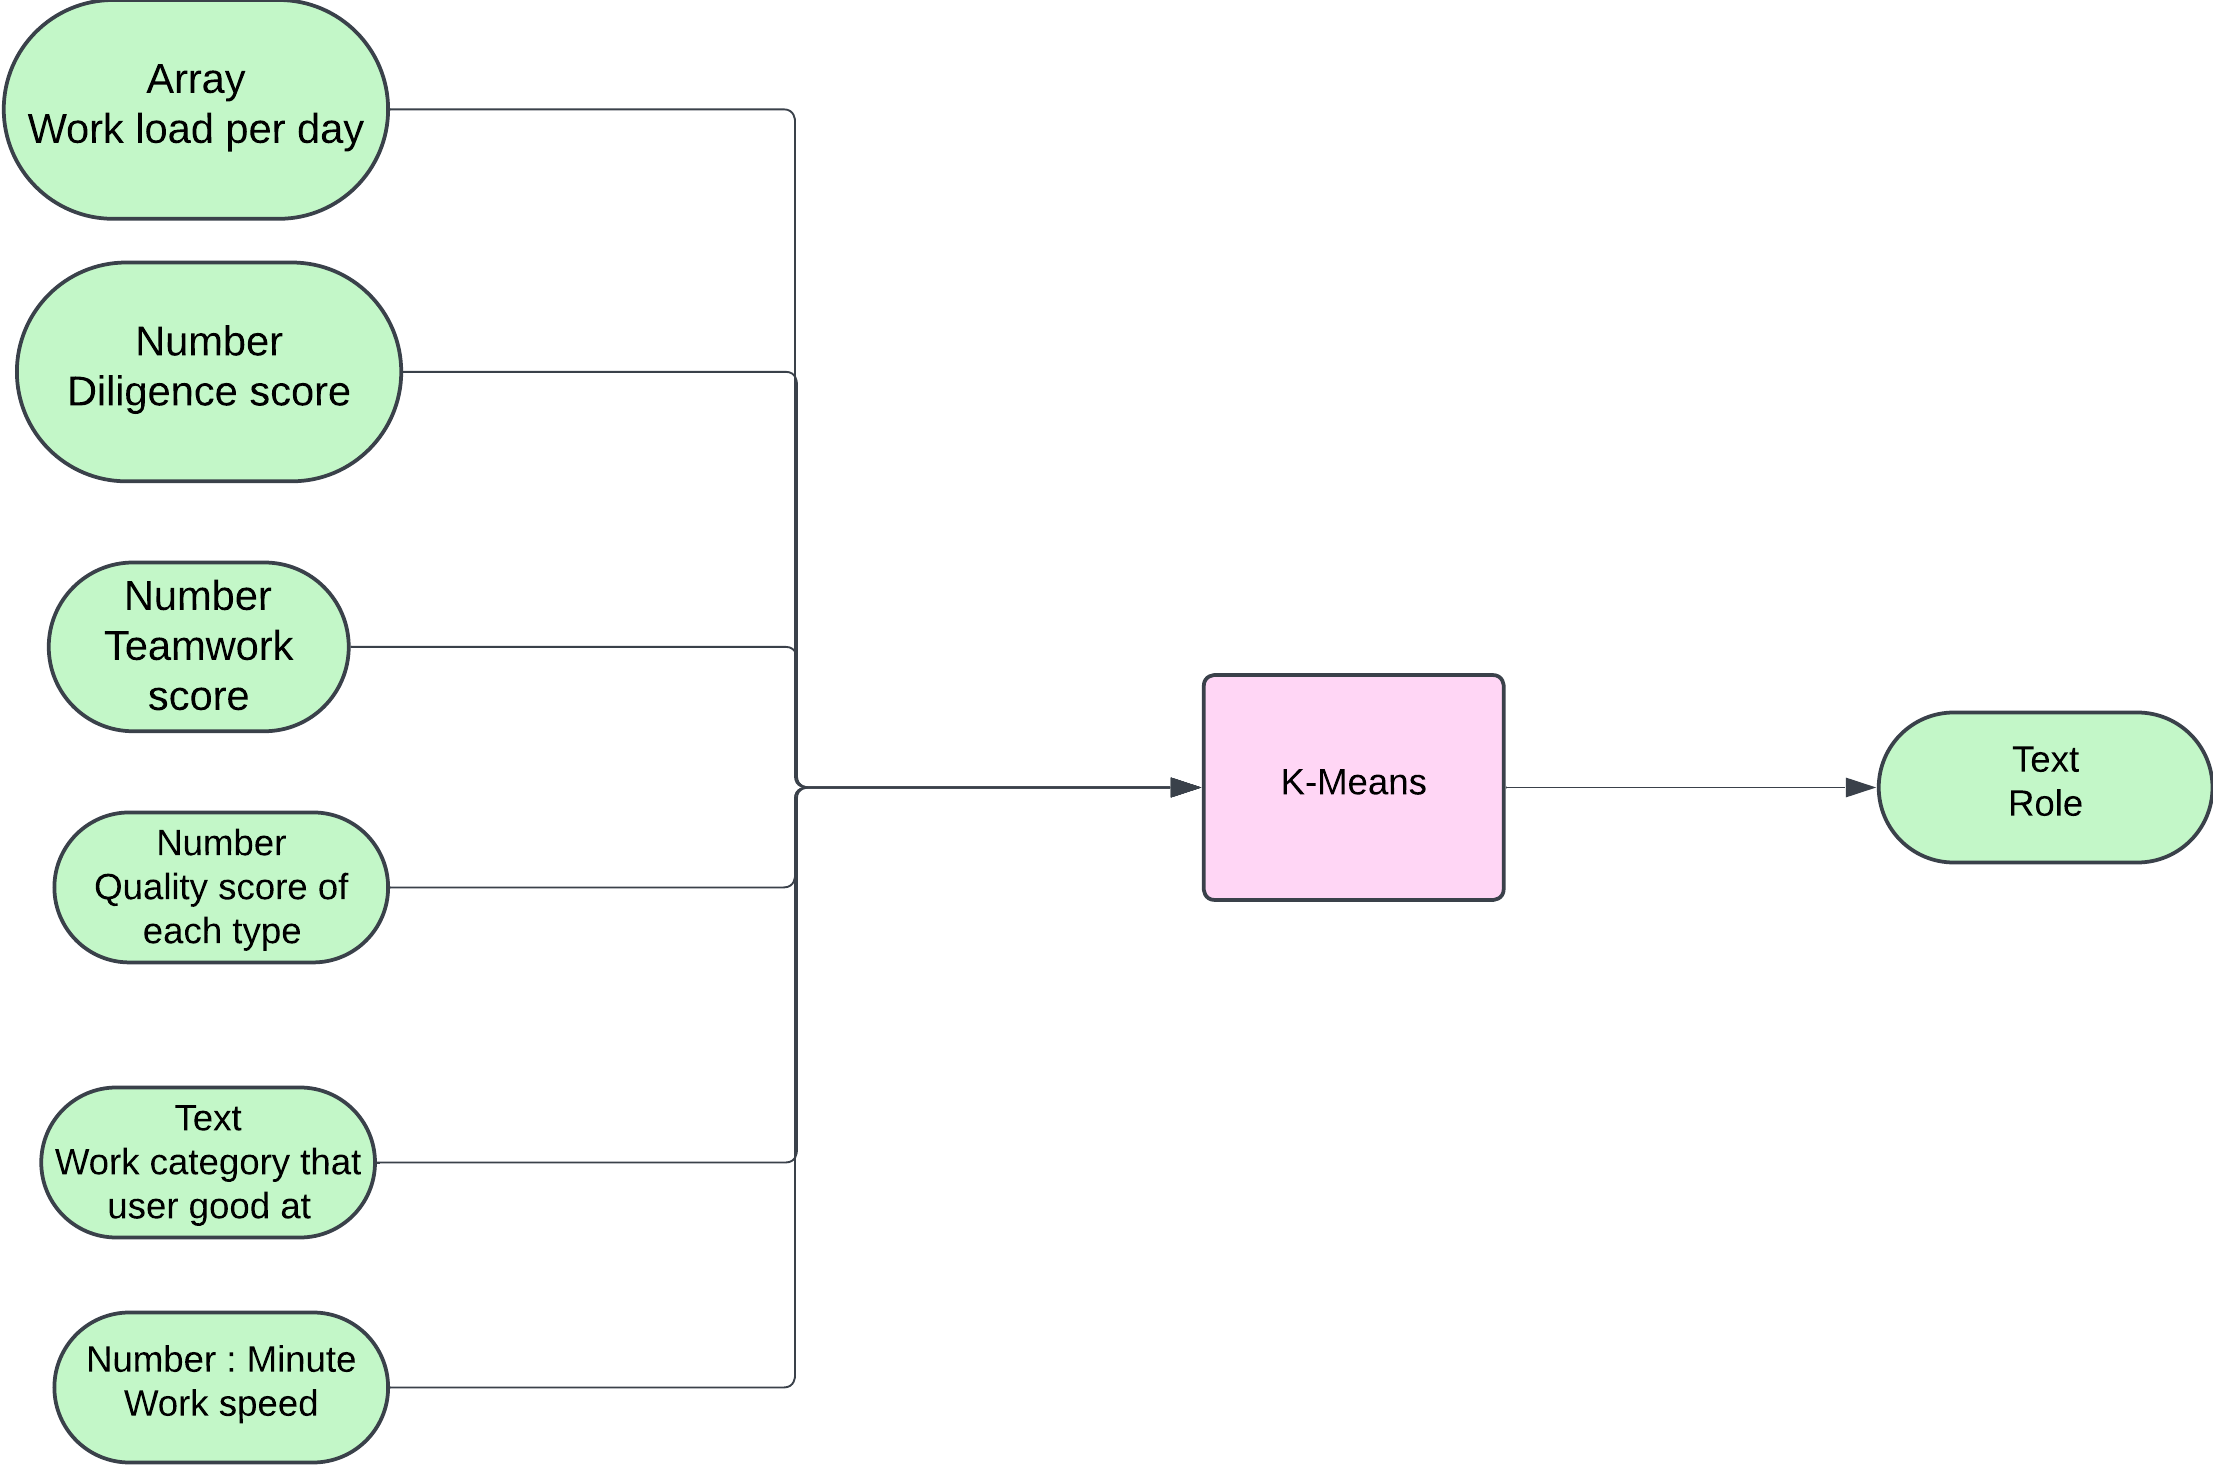 Array
Work load per day
Number
Diligence score
Number
Teamwork
score
Number
Quality score of
each type
Text
Work category that
user good at
Number : Minute
Work speed
K-Means
Text
Role